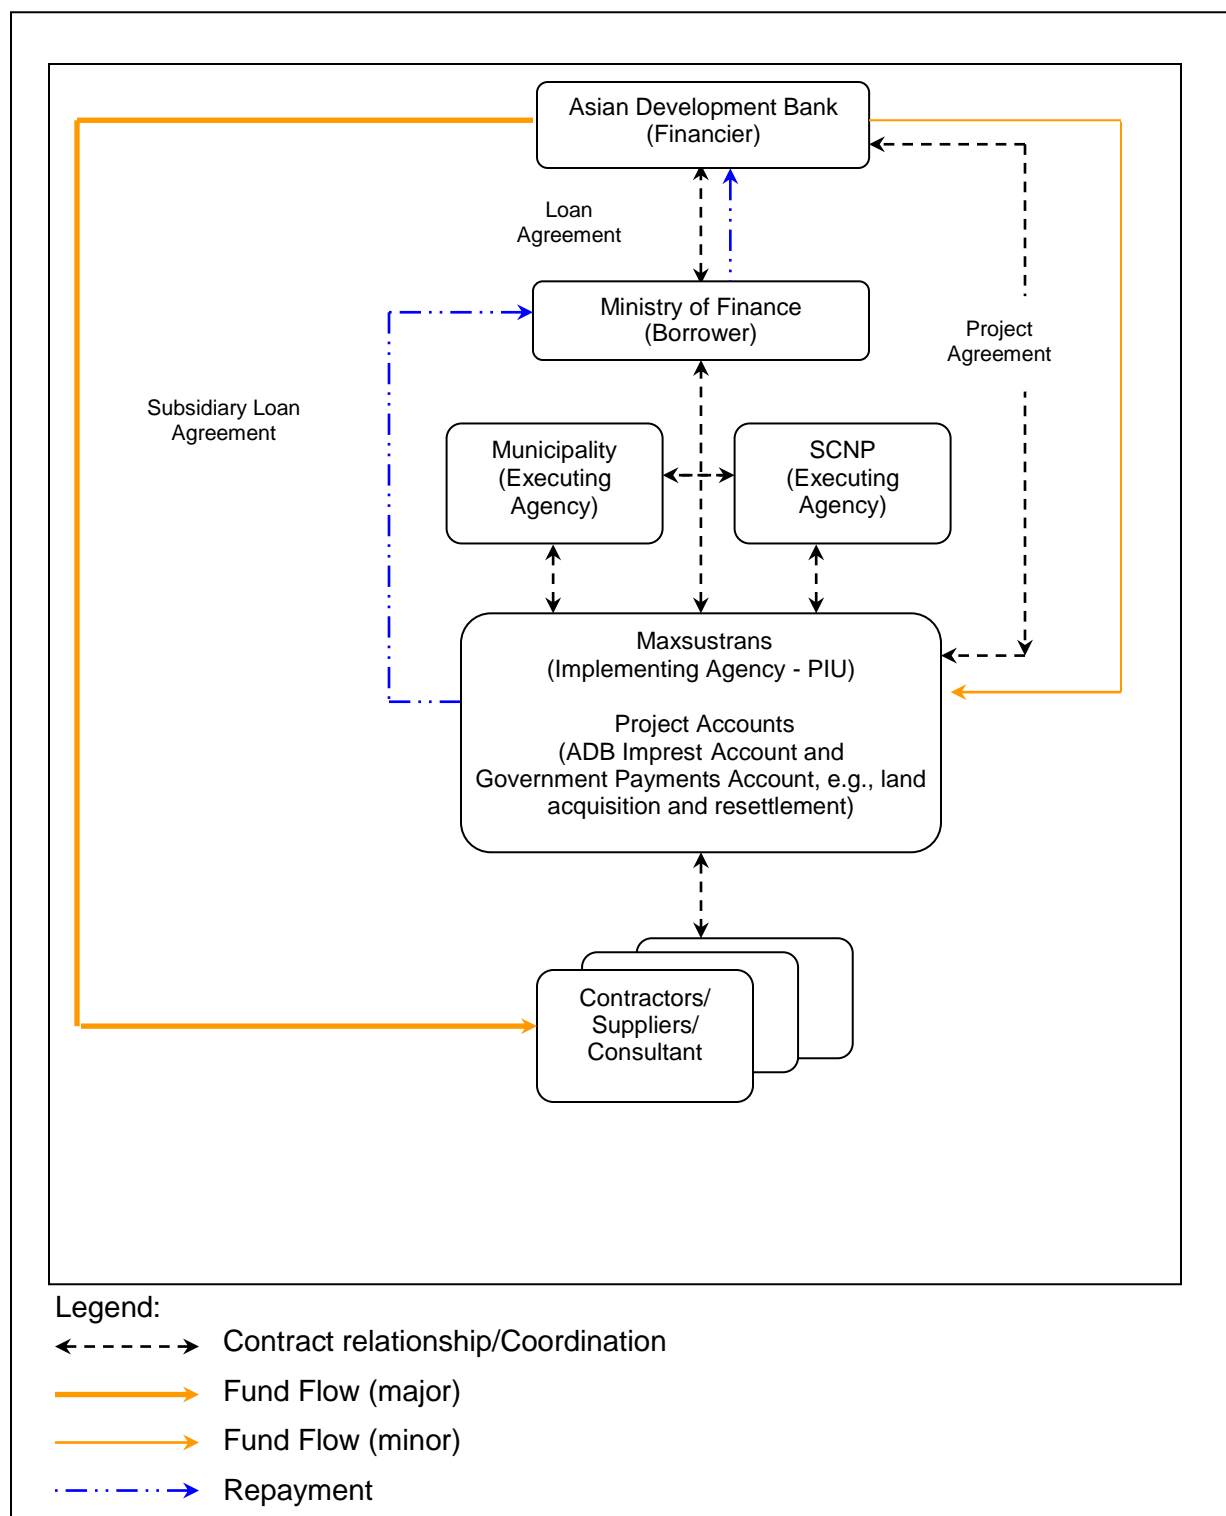 Asian Development Bank
(Financier)
Loan
Agreement
Ministry of Finance
(Borrower)
Project
Agreement
Subsidiary Loan
Agreement
Municipality
(Executing
Agency)
SCNP
(Executing
Agency)
Maxsustrans
(Implementing Agency - PIU)
Project Accounts
(ADB Imprest Account and
Government Payments Account, e.g., land
acquisition and resettlement)
Contractors/
Suppliers/
Consultant
Legend:
Contract relationship/Coordination
Fund Flow (major)
Fund Flow (minor)
Repayment